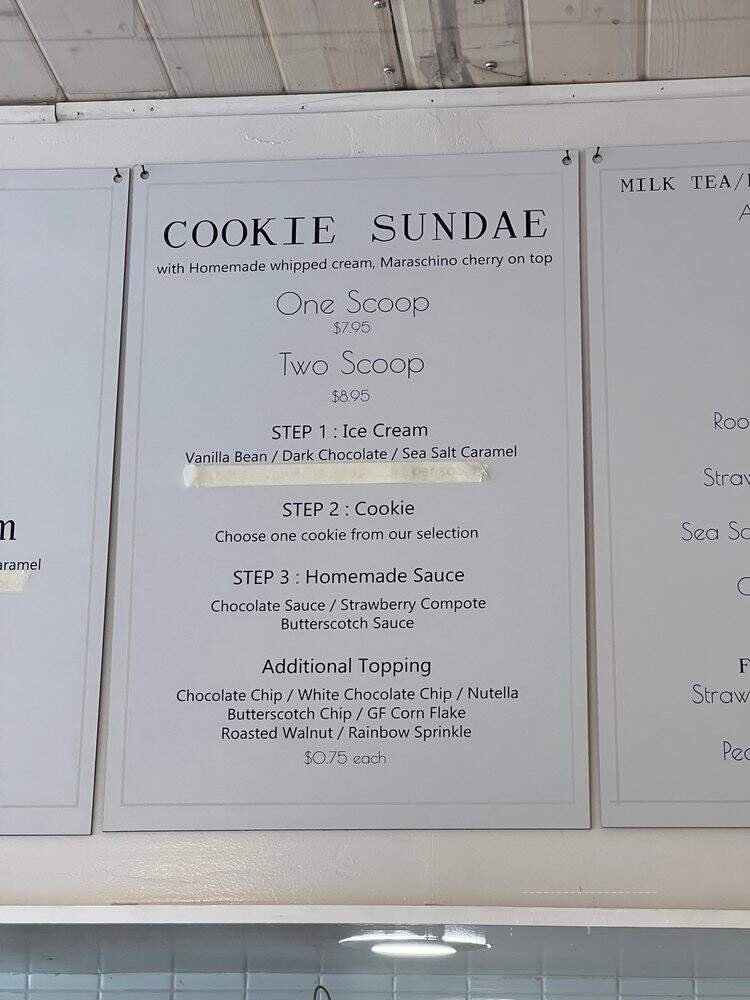 m
aramel
COOKIE SUNDAE
with Homemade whipped cream, Maraschino cherry on top
One Scoop
$7.95
Two Scoop
$8.95
STEP 1 : Ice Cream
Vanilla Bean / Dark Chocolate / Sea Salt Caramel
STEP 2 : Cookie
Choose one cookie from our selection
STEP 3 : Homemade Sauce
Chocolate Sauce / Strawberry Compote
Butterscotch Sauce
Additional Topping
Chocolate Chip / White Chocolate Chip / Nutella
Butterscotch Chip / GF Corn Flake
Roasted Walnut / Rainbow Sprinkle
$0.75 each
MILK TEA/
Roo
Straw
Sea Sa
F
Straw
Pea